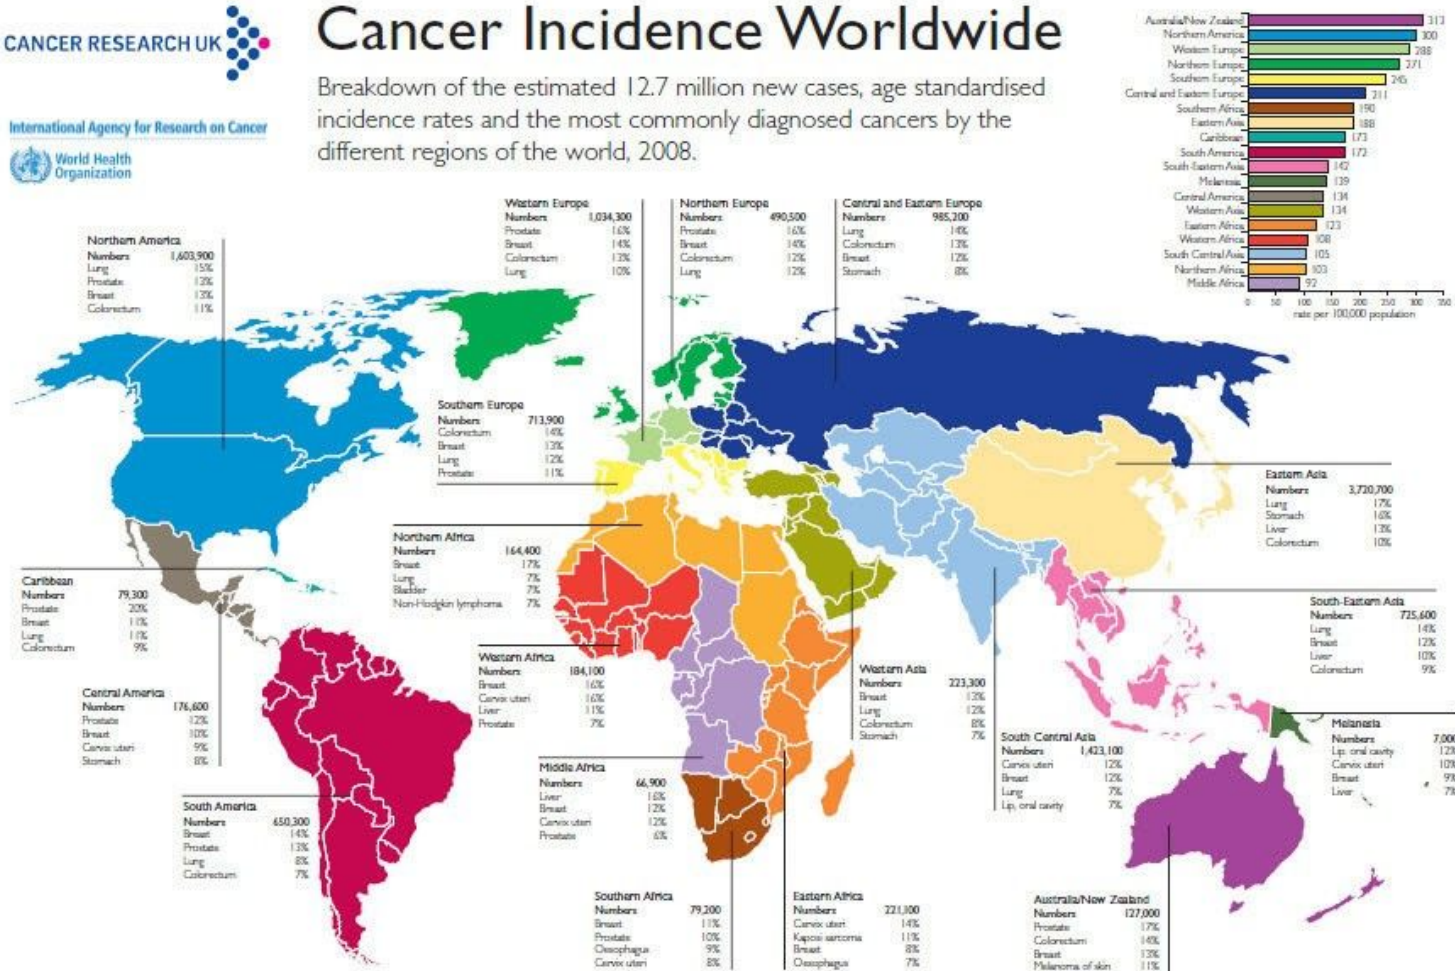 CANCER RESEARCH UK
Cancer Incidence Worldwide
Breakdown of the estimated 12.7 million new cases, age standardised
incidence rates and the most commonly diagnosed cancers by the
different regions of the world, 2008.
International Agency for Research on Cancer
World Health
Organization
Australia/New Zealand 313
Northern America 300
Western Europe 288
Northern Europe 271
Southern Europe 245
Central and Eastern Europe 211
Southern Africa 190
Eastern Asia 188
Caribbean 173
South America 172
South-Eastern Asia 142
Melanesia 139
Central America 134
Western Asia 134
Eastern Africa 123
Western Africa 108
South Central Asia 105
Northern Africa 103
Middle Africa 92
0 50 100 150 200 250 300 350
rate per 100,000 population
Northern America
Numbers 1,603,900
Lung 15%
Prostate 13%
Breast 13%
Colorectum 11%
Western Europe
Numbers 1,034,300
Prostate 16%
Breast 14%
Colorectum 13%
Lung 10%
Northern Europe
Numbers 490,500
Prostate 16%
Breast 14%
Colorectum 12%
Lung 12%
Central and Eastern Europe
Numbers 985,200
Lung 14%
Colorectum 13%
Breast 12%
Stomach 8%
Southern Europe
Numbers 713,900
Colorectum 14%
Breast 13%
Lung 12%
Prostate 11%
Eastern Asia
Numbers 3,720,700
Lung 17%
Stomach 16%
Liver 13%
Colorectum 10%
Northern Africa
Numbers 164,400
Breast 17%
Lung 7%
Bladder 7%
Non-Hodgkin lymphoma 7%
Caribbean
Numbers 79,300
Prostate 20%
Breast 11%
Lung 11%
Colorectum 9%
South-Eastern Asia
Numbers 725,600
Lung 14%
Breast 12%
Liver 10%
Colorectum 9%
Western Africa
Numbers 184,100
Breast 16%
Cervix uteri 16%
Liver 11%
Prostate 7%
Western Asia
Numbers 223,300
Breast 13%
Lung 12%
Colorectum 8%
Stomach 7%
Central America
Numbers 176,600
Prostate 12%
Breast 10%
Cervix uteri 9%
Stomach 8%
Melanesia
Numbers 7,000
Lip, oral cavity 12%
Cervix uteri 10%
Breast 9%
Liver 7%
South Central Asia
Numbers 1,423,100
Cervix uteri 12%
Breast 12%
Lung 7%
Lip, oral cavity 7%
Middle Africa
Numbers 66,900
Liver 16%
Breast 12%
Cervix uteri 12%
Prostate 6%
South America
Numbers 650,300
Breast 14%
Prostate 13%
Lung 8%
Colorectum 7%
Southern Africa
Numbers 79,200
Breast 11%
Prostate 10%
Oesophagus 9%
Cervix uteri 8%
Eastern Africa
Numbers 221,100
Cervix uteri 14%
Kaposi sarcoma 11%
Breast 8%
Oesophagus 7%
Australia/New Zealand
Numbers 127,000
Prostate 17%
Colorectum 14%
Breast 13%
Melanoma of skin 11%